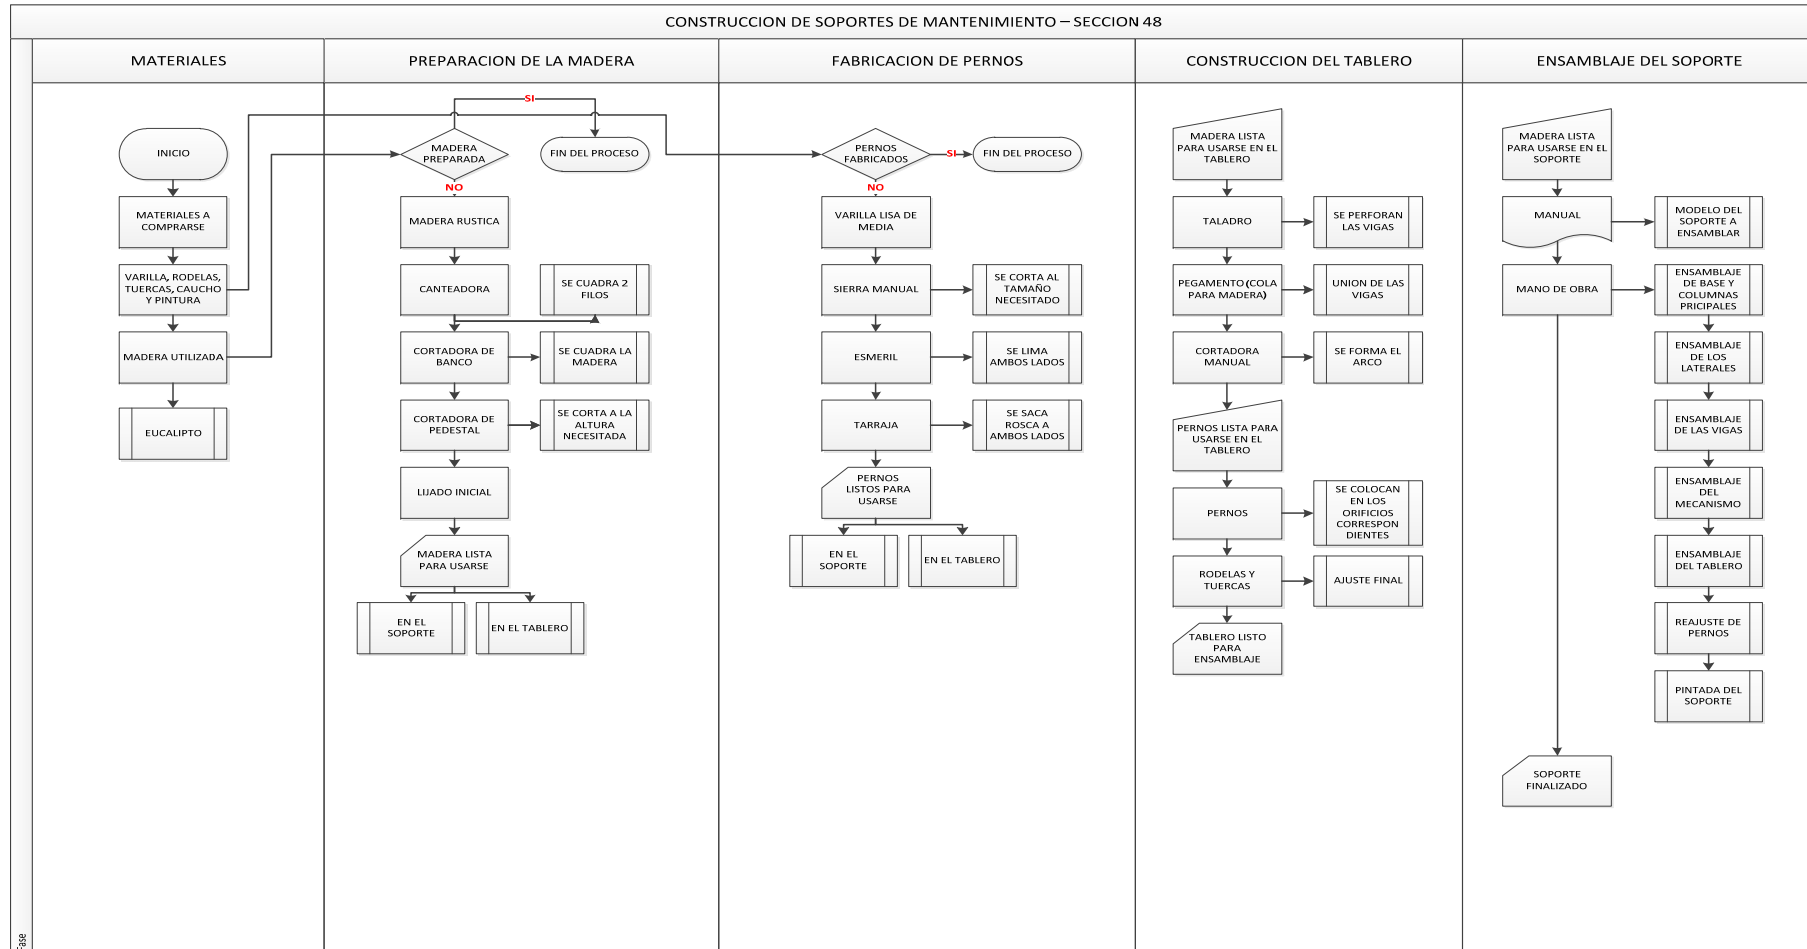 CONSTRUCCION DE SOPORTES DE MANTENIMIENTO – SECCION 48
MATERIALES
PREPARACION DE LA MADERA
FABRICACION DE PERNOS
CONSTRUCCION DEL TABLERO
ENSAMBLAJE DEL SOPORTE
INICIO
MATERIALES A
COMPRARSE
VARILLA, RODELAS,
TUERCAS, CAUCHO
Y PINTURA
MADERA UTILIZADA
EUCALIPTO
SI
MADERA
PREPARADA
FIN DEL PROCESO
NO
MADERA RUSTICA
CANTEADORA
SE CUADRA 2
FILOS
CORTADORA DE
BANCO
SE CUADRA LA
MADERA
CORTADORA DE
PEDESTAL
SE CORTA A LA
ALTURA
NECESITADA
LIJADO INICIAL
MADERA LISTA
PARA USARSE
EN EL
SOPORTE
EN EL TABLERO
PERNOS
FABRICADOS
SI
FIN DEL PROCESO
NO
VARILLA LISA DE
MEDIA
SIERRA MANUAL
SE CORTA AL
TAMAÑO
NECESITADO
ESMERIL
SE LIMA
AMBOS LADOS
TARRAJA
SE SACA
ROSCA A
AMBOS LADOS
PERNOS
LISTOS PARA
USARSE
EN EL
SOPORTE
EN EL TABLERO
MADERA LISTA
PARA USARSE EN EL
TABLERO
TALADRO
SE PERFORAN
LAS VIGAS
PEGAMENTO (COLA
PARA MADERA)
UNION DE LAS
VIGAS
CORTADORA
MANUAL
SE FORMA EL
ARCO
PERNOS LISTA PARA
USARSE EN EL
TABLERO
PERNOS
SE COLOCAN
EN LOS
ORIFICIOS
CORRESPON
DIENTES
RODELAS Y
TUERCAS
AJUSTE FINAL
TABLERO LISTO
PARA
ENSAMBLAJE
MADERA LISTA
PARA USARSE EN EL
SOPORTE
MANUAL
MODELO DEL
SOPORTE A
ENSAMBLAR
MANO DE OBRA
ENSAMBLAJE
DE BASE Y
COLUMNAS
PRICIPALES
ENSAMBLAJE
DE LOS
LATERALES
ENSAMBLAJE
DE LAS VIGAS
ENSAMBLAJE
DEL
MECANISMO
ENSAMBLAJE
DEL TABLERO
REAJUSTE DE
PERNOS
PINTADA DEL
SOPORTE
SOPORTE
FINALIZADO
Fase